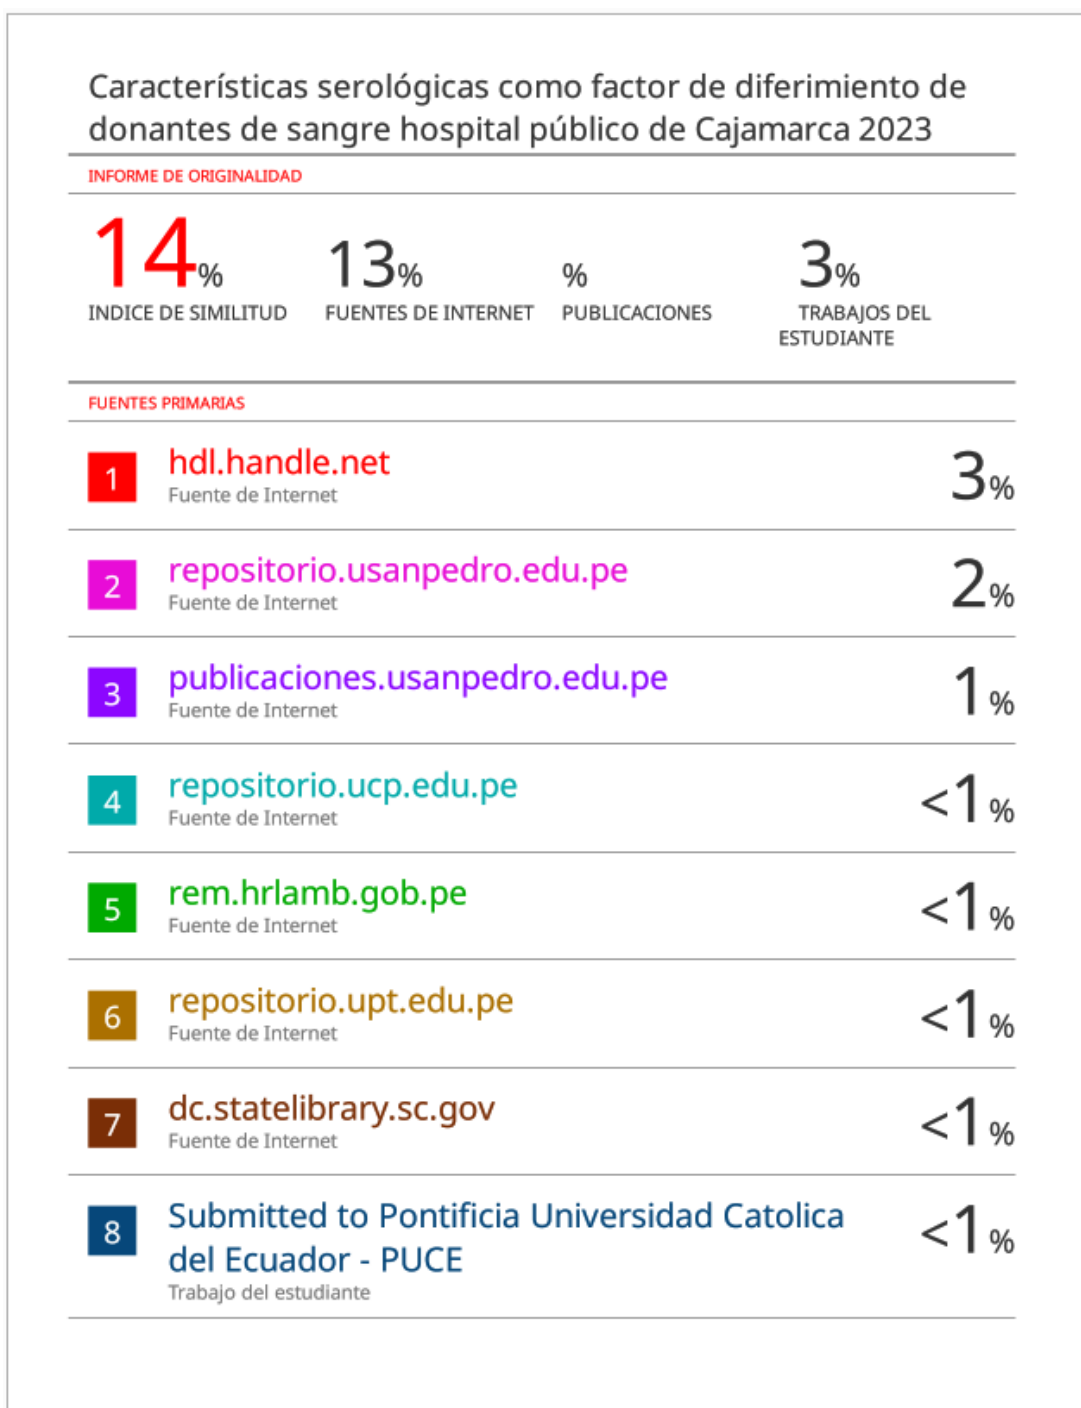 Características serológicas como factor de diferimiento de
donantes de sangre hospital público de Cajamarca 2023
INFORME DE ORIGINALIDAD
14% 13% % 3%
INDICE DE SIMILITUD FUENTES DE INTERNET PUBLICACIONES TRABAJOS DEL
ESTUDIANTE
FUENTES PRIMARIAS
1 hdl.handle.net 3%
Fuente de Internet
2 repositorio.usanpedro.edu.pe 2%
Fuente de Internet
3 publicaciones.usanpedro.edu.pe 1%
Fuente de Internet
4 repositorio.ucp.edu.pe <1%
Fuente de Internet
5 rem.hrlamb.gob.pe <1%
Fuente de Internet
6 repositorio.upt.edu.pe <1%
Fuente de Internet
7 dc.statelibrary.sc.gov <1%
Fuente de Internet
8 Submitted to Pontificia Universidad Catolica <1%
del Ecuador - PUCE
Trabajo del estudiante